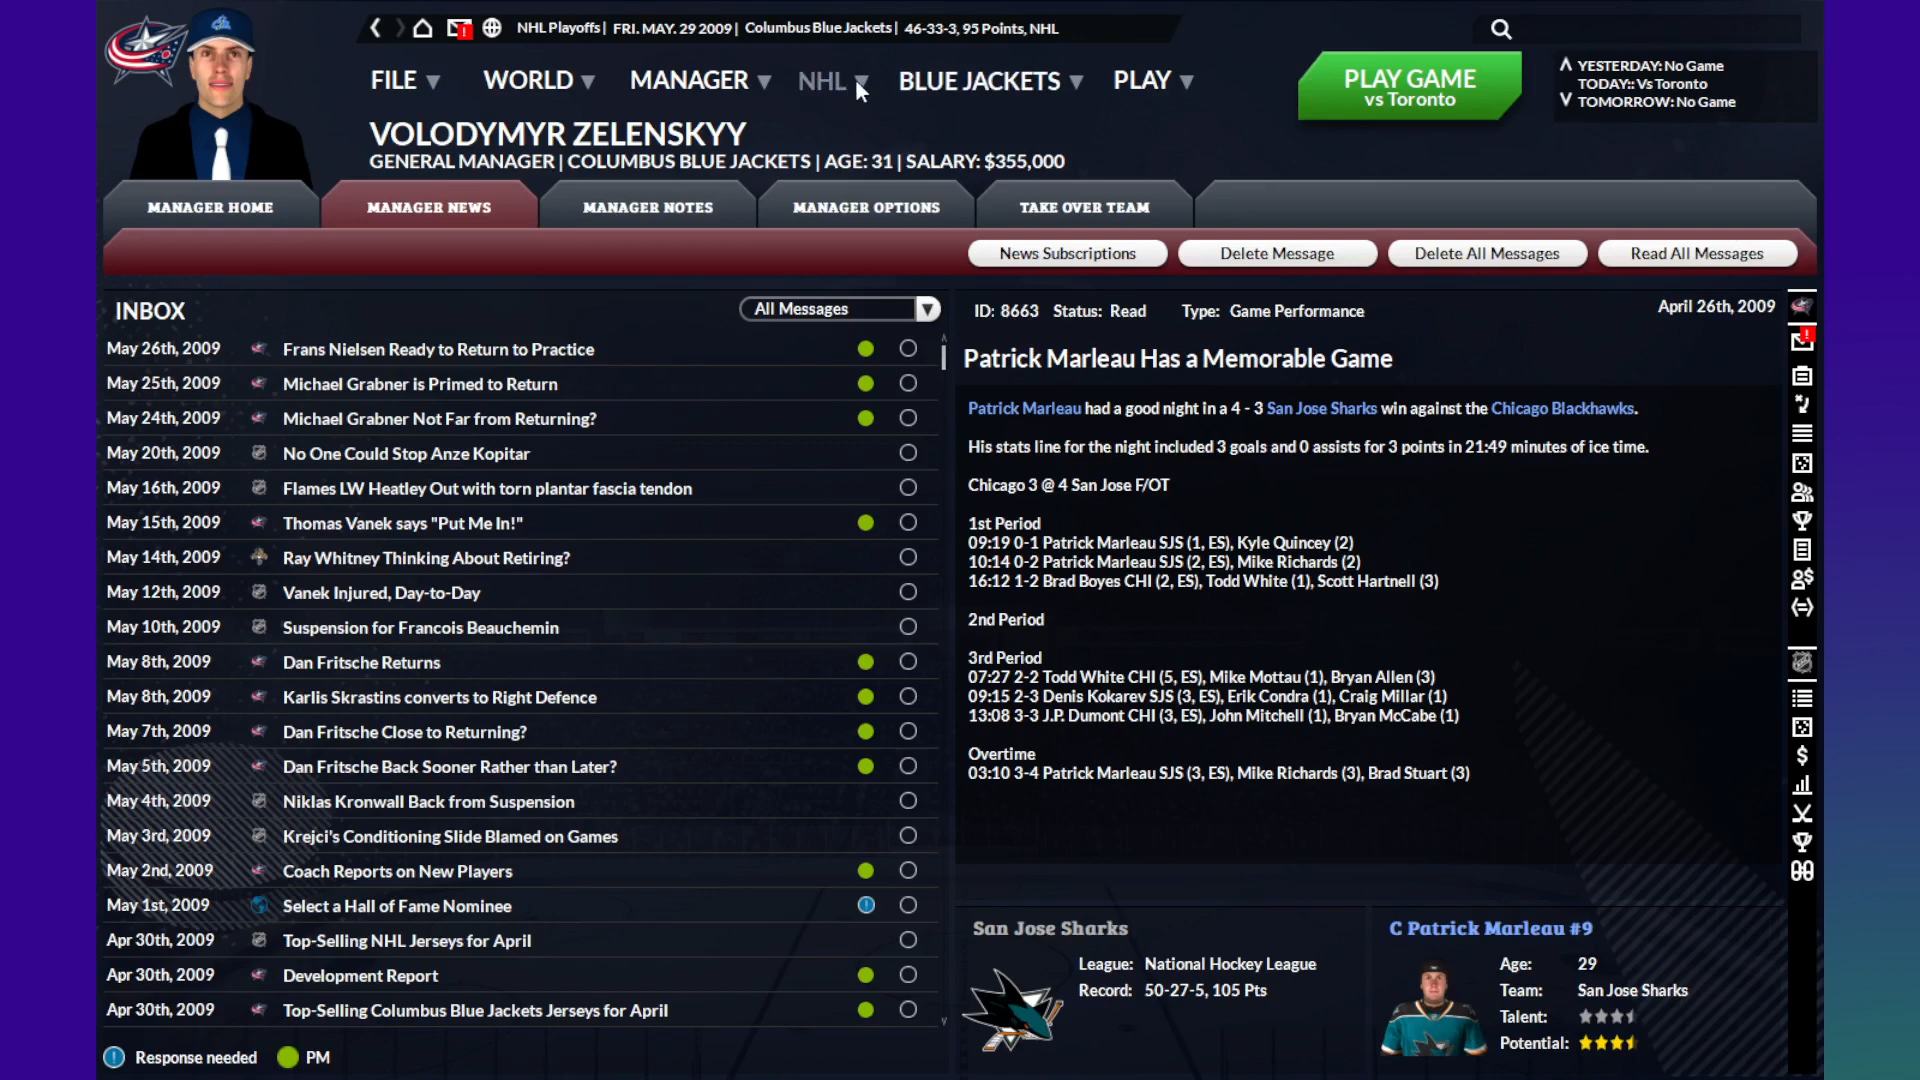 NHL Playoffs | FRI. MAY. 29 2009 | Columbus Blue Jackets | 46-33-3, 95 Points, NHL
FILE WORLD MANAGER NHL BLUE JACKETS PLAY
PLAY GAME
vs Toronto
YESTERDAY: No Game
TODAY:: Vs Toronto
TOMORROW: No Game
VOLODYMYR ZELENSKYY
GENERAL MANAGER | COLUMBUS BLUE JACKETS | AGE: 31 | SALARY: $355,000
MANAGER HOME MANAGER NEWS MANAGER NOTES MANAGER OPTIONS TAKE OVER TEAM
News Subscriptions Delete Message Delete All Messages Read All Messages
INBOX All Messages
May 26th, 2009 Frans Nielsen Ready to Return to Practice
May 25th, 2009 Michael Grabner is Primed to Return
May 24th, 2009 Michael Grabner Not Far from Returning?
May 20th, 2009 No One Could Stop Anze Kopitar
May 16th, 2009 Flames LW Heatley Out with torn plantar fascia tendon
May 15th, 2009 Thomas Vanek says "Put Me In!"
May 14th, 2009 Ray Whitney Thinking About Retiring?
May 12th, 2009 Vanek Injured, Day-to-Day
May 10th, 2009 Suspension for Francois Beauchemin
May 8th, 2009 Dan Fritsche Returns
May 8th, 2009 Karlis Skrastins converts to Right Defence
May 7th, 2009 Dan Fritsche Close to Returning?
May 5th, 2009 Dan Fritsche Back Sooner Rather than Later?
May 4th, 2009 Niklas Kronwall Back from Suspension
May 3rd, 2009 Krejci's Conditioning Slide Blamed on Games
May 2nd, 2009 Coach Reports on New Players
May 1st, 2009 Select a Hall of Fame Nominee
Apr 30th, 2009 Top-Selling NHL Jerseys for April
Apr 30th, 2009 Development Report
Apr 30th, 2009 Top-Selling Columbus Blue Jackets Jerseys for April
Response needed PM
ID: 8663 Status: Read Type: Game Performance April 26th, 2009
Patrick Marleau Has a Memorable Game
Patrick Marleau had a good night in a 4 - 3 San Jose Sharks win against the Chicago Blackhawks.
His stats line for the night included 3 goals and 0 assists for 3 points in 21:49 minutes of ice time.
Chicago 3 @ 4 San Jose F/OT
1st Period
09:19 0-1 Patrick Marleau SJS (1, ES), Kyle Quincey (2)
10:14 0-2 Patrick Marleau SJS (2, ES), Mike Richards (2)
16:12 1-2 Brad Boyes CHI (2, ES), Todd White (1), Scott Hartnell (3)
2nd Period
3rd Period
07:27 2-2 Todd White CHI (5, ES), Mike Mottau (1), Bryan Allen (3)
09:15 2-3 Denis Kokarev SJS (3, ES), Erik Condra (1), Craig Millar (1)
13:08 3-3 J.P. Dumont CHI (3, ES), John Mitchell (1), Bryan McCabe (1)
Overtime
03:10 3-4 Patrick Marleau SJS (3, ES), Mike Richards (3), Brad Stuart (3)
San Jose Sharks
League: National Hockey League
Record: 50-27-5, 105 Pts
C Patrick Marleau #9
Age: 29
Team: San Jose Sharks
Talent:
Potential: